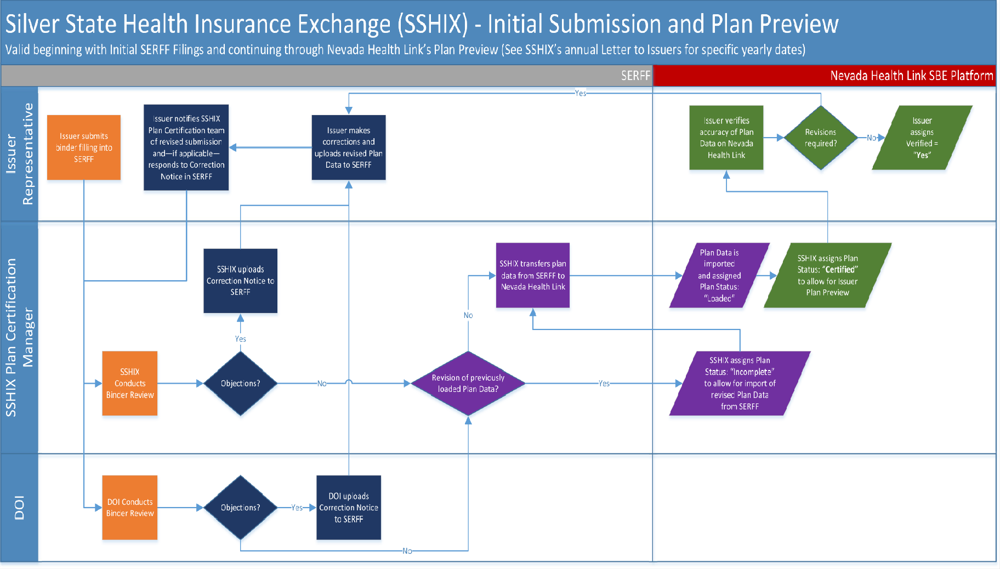 Silver State Health Insurance Exchange (SSHIX) - Initial Submission and Plan Preview
Valid beginning with Initial SERFF Filings and continuing through Nevada Health Link's Plan Preview (See SSHIX's annual Letter to Issuers for specific yearly dates)
SERFF
Nevada Health Link SBE Platform
Issuer
Representative
Issuer submits
binder filling into
SERFF
Issuer notifies SSHIX
Plan Certification team
of revised submission
and—if applicable—
responds to Correction
Notice in SERFF
Issuer makes
corrections and
uploads revised Plan
Data to SERFF
Yes
Issuer verifies
accuracy of Plan
Data on Nevada
Health Link
Revisions
required?
No
Issuer
assigns
Verified =
“Yes”
SSHIX Plan Certification
Manager
SSHIX uploads
Correction Notice to
SERFF
Yes
SSHIX
Conducts
Binder Review
Objections?
No
Revision of previously
loaded Plan Data?
No
SSHIX transfers plan
data from SERFF to
Nevada Health Link
Plan Data is
imported
and assigned
Plan Status:
“Loaded”
SSHIX assigns Plan
Status: “Certified”
to allow for Issuer
Plan Preview
Yes
SSHIX assigns Plan
Status: “Incomplete”
to allow for import of
revised Plan Data
from SERFF
DOI
DOI Conducts
Binder Review
Objections?
Yes
DOI uploads
Correction Notice
to SERFF
No